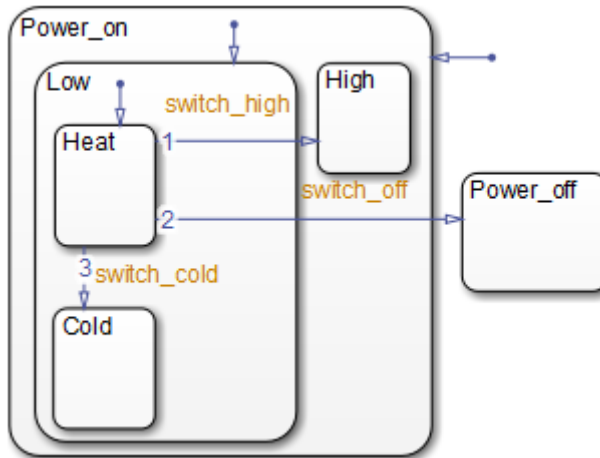 Power_on
Low
High
switch_high
Heat
1
switch_off
Power_off
2
3
switch_cold
Cold